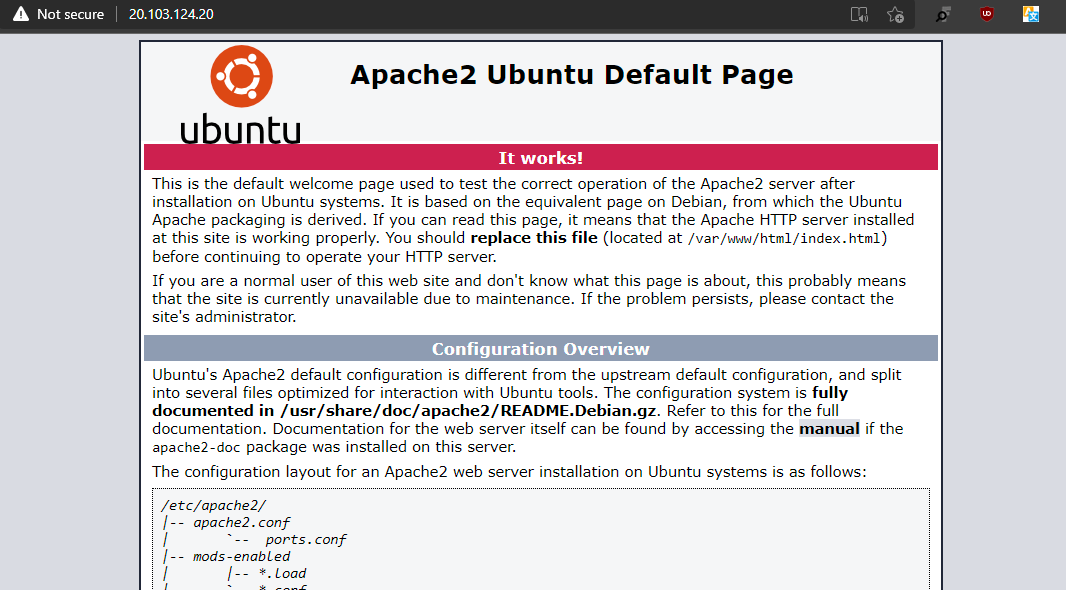 Not secure 20.103.124.20
UD
ubuntu
Apache2 Ubuntu Default Page
It works!
This is the default welcome page used to test the correct operation of the Apache2 server after
installation on Ubuntu systems. It is based on the equivalent page on Debian, from which the Ubuntu
Apache packaging is derived. If you can read this page, it means that the Apache HTTP server installed
at this site is working properly. You should replace this file (located at /var/www/html/index.html)
before continuing to operate your HTTP server.
If you are a normal user of this web site and don't know what this page is about, this probably means
that the site is currently unavailable due to maintenance. If the problem persists, please contact the
site's administrator.
Configuration Overview
Ubuntu's Apache2 default configuration is different from the upstream default configuration, and split
into several files optimized for interaction with Ubuntu tools. The configuration system is fully
documented in /usr/share/doc/apache2/README.Debian.gz. Refer to this for the full
documentation. Documentation for the web server itself can be found by accessing the manual if the
apache2-doc package was installed on this server.
The configuration layout for an Apache2 web server installation on Ubuntu systems is as follows:
/etc/apache2/
|-- apache2.conf
|       `--  ports.conf
|-- mods-enabled
|       |-- *.load
|       `-- *.conf